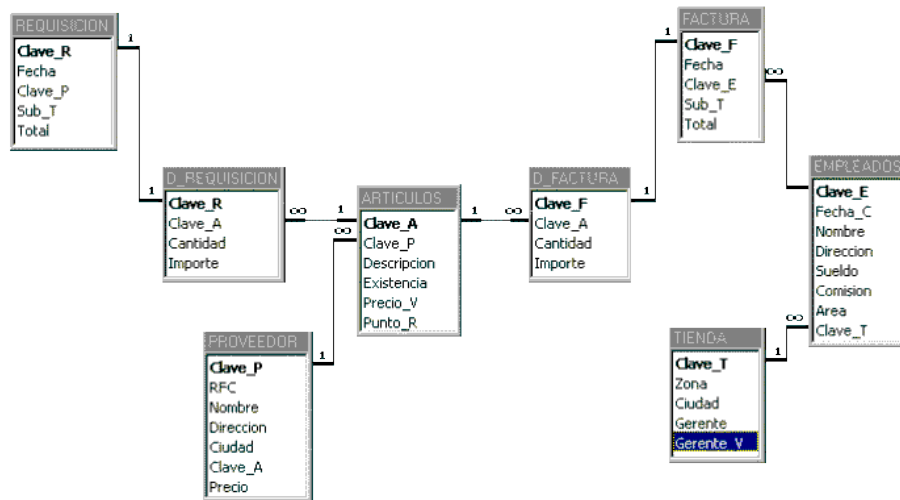 REQUISICION
Clave_R
Fecha
Clave_P
Sub_T
Total
1
1
D_REQUISICION
Clave_R
Clave_A
Cantidad
Importe
∞
1
∞
ARTICULOS
Clave_A
Clave_P
Descripcion
Existencia
Precio_V
Punto_R
1
∞
D_FACTURA
Clave_F
Clave_A
Cantidad
Importe
1
1
FACTURA
Clave_F
Fecha
Clave_E
Sub_T
Total
∞
EMPLEADOS
Clave_E
Fecha_C
Nombre
Direccion
Sueldo
Comision
Area
Clave_T
∞
1
PROVEEDOR
Clave_P
RFC
Nombre
Direccion
Ciudad
Clave_A
Precio
1
TIENDA
Clave_T
Zona
Ciudad
Gerente
Gerente_V